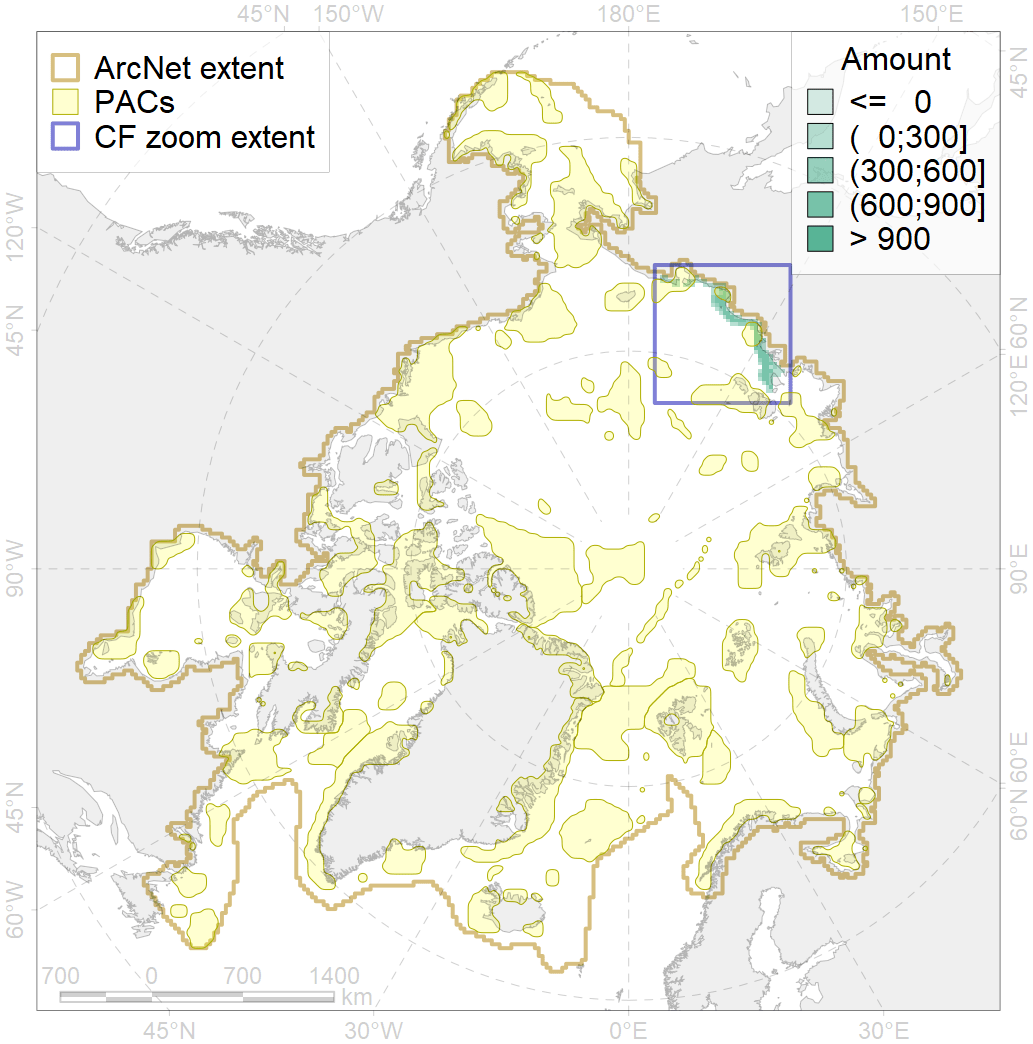 45°N 150°W 180°E 150°E
ArcNet extent
PACs
CF zoom extent
Amount
<= 0
( 0;300]
(300;600]
(600;900]
> 900
45°N
120°W
60°N
45°N
120°E
90°W
90°E
60°E
45°N
60°N
60°W
700 0 700 1400
km
45°N 30°W 0°E 30°E